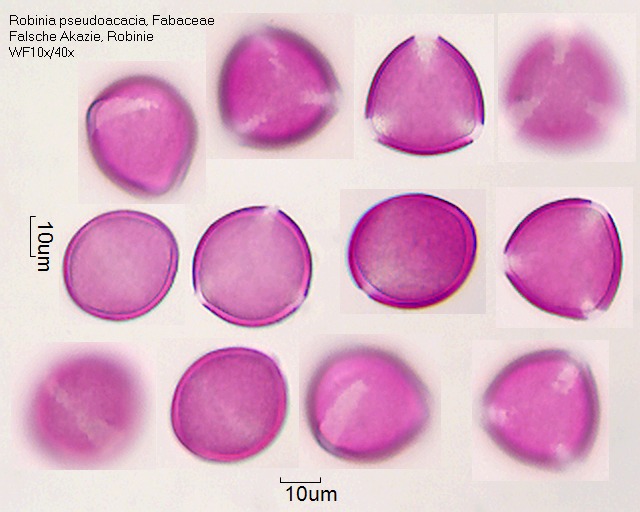 Robinia pseudoacacia, Fabaceae
Falsche Akazie, Robinie
WF10x/40x
10um
10um